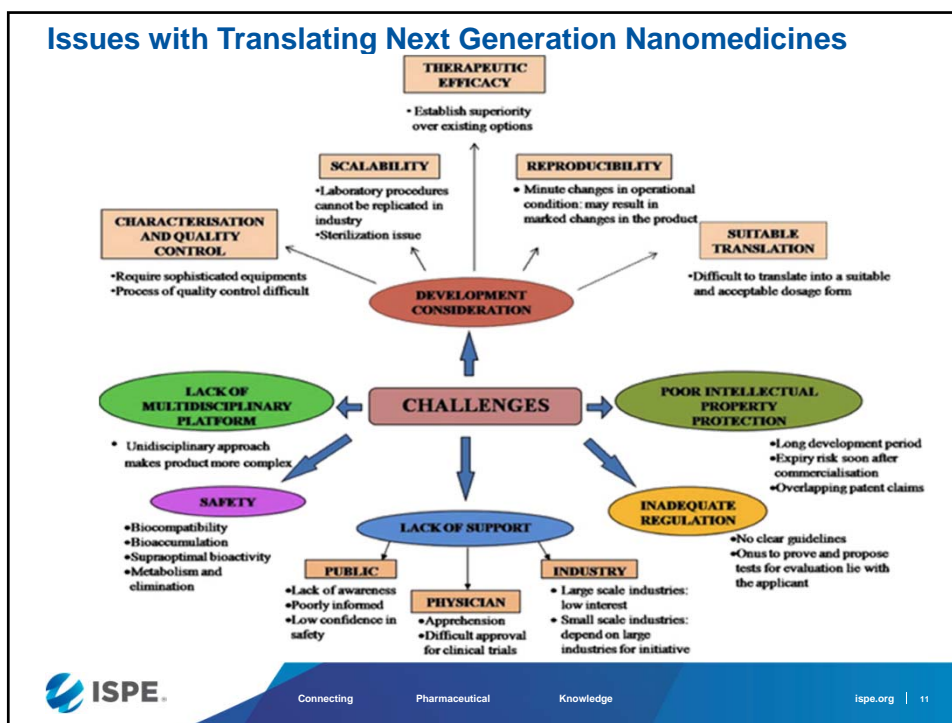 Issues with Translating Next Generation Nanomedicines
THERAPEUTIC
EFFICACY
• Establish superiority
over existing options
SCALABILITY
•Laboratory procedures
cannot be replicated in
industry
•Sterilization issue
REPRODUCIBILITY
• Minute changes in operational
condition: may result in
marked changes in the product
CHARACTERISATION
AND QUALITY
CONTROL
•Require sophisticated equipments
•Process of quality control difficult
SUITABLE
TRANSLATION
•Difficult to translate into a suitable
and acceptable dosage form
DEVELOPMENT
CONSIDERATION
LACK OF
MULTIDISCIPLINARY
PLATFORM
• Unidisciplinary approach
makes product more complex
CHALLENGES
POOR INTELLECTUAL
PROPERTY
PROTECTION
•Long development period
•Expiry risk soon after
commercialisation
•Overlapping patent claims
SAFETY
•Biocompatibility
•Bioaccumulation
•Supraoptimal bioactivity
•Metabolism and
elimination
LACK OF SUPPORT
INADEQUATE
REGULATION
•No clear guidelines
•Onus to prove and propose
tests for evaluation lie with
the applicant
PUBLIC
•Lack of awareness
•Poorly informed
•Low confidence in
safety
PHYSICIAN
•Apprehension
•Difficult approval
for clinical trials
INDUSTRY
• Large scale industries:
low interest
• Small scale industries:
depend on large
industries for initiative
ISPE.
Connecting Pharmaceutical Knowledge
ispe.org | 11